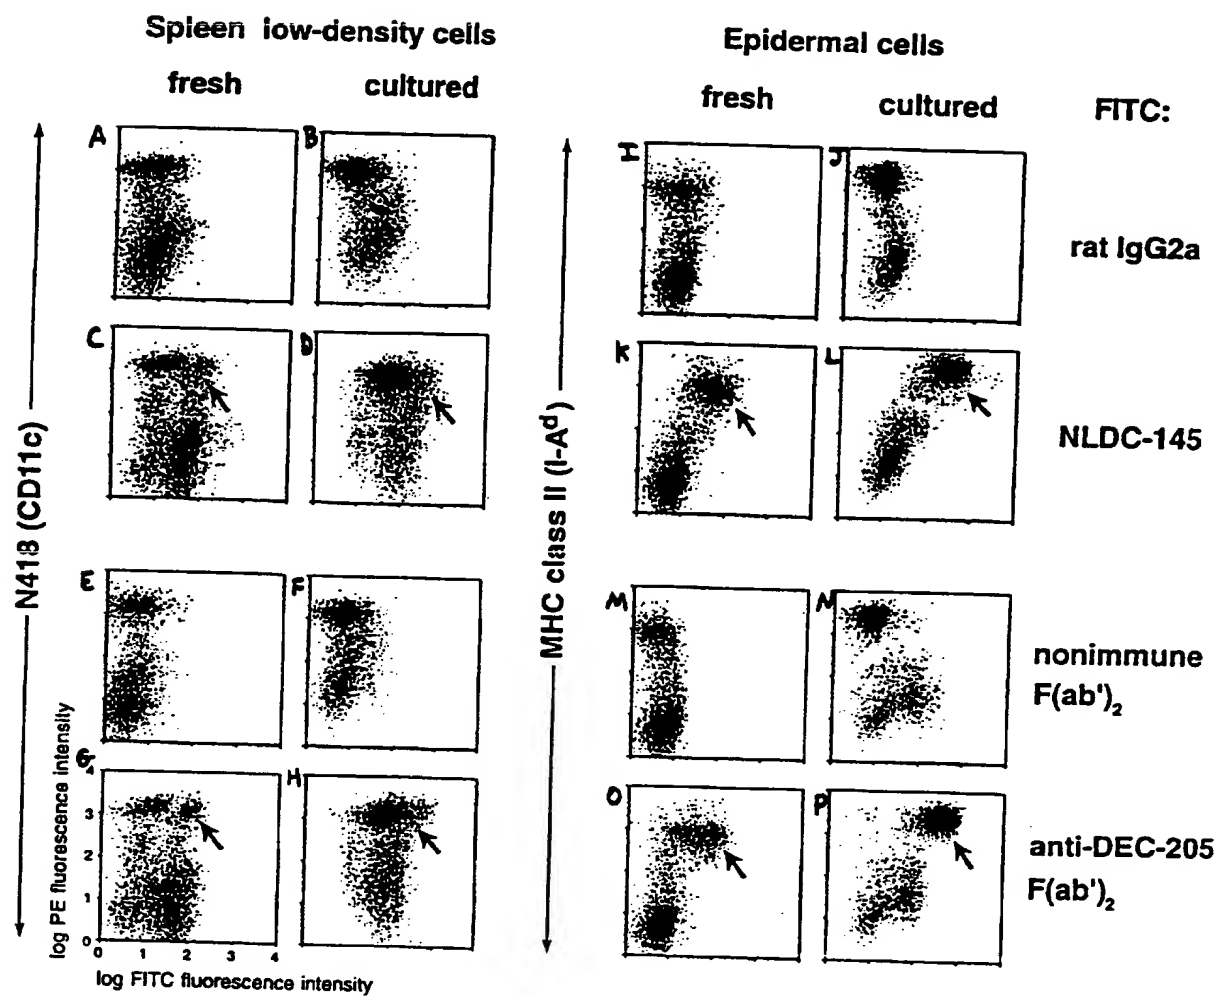 Spleen low-density cells
Epidermal cells
fresh
cultured
fresh
cultured
FITC:
A
B
I
J
rat IgG2a
C
D
K
L
NLDC-145
N418 (CD11c)
MHC class II (I-Aᵈ)
E
F
M
N
nonimmune
F(ab')₂
G
H
O
P
anti-DEC-205
F(ab')₂
log PE fluorescence intensity
4
3
2
1
0
0 1 2 3 4
log FITC fluorescence intensity